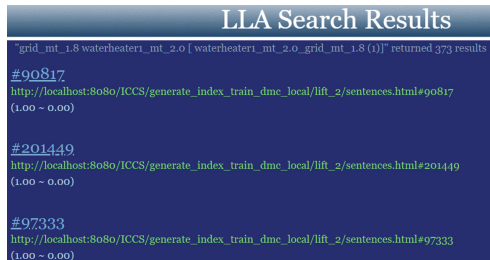 LLA Search Results
"grid_mt_1.8 waterheater1_mt_2.0 [ waterheater1_mt_2.0_grid_mt_1.8 (1)]" returned 373 results
#90817
http://localhost:8080/ICCS/generate_index_train_dmc_local/lift_2/sentences.html#90817
(1.00 ~ 0.00)
#201449
http://localhost:8080/ICCS/generate_index_train_dmc_local/lift_2/sentences.html#201449
(1.00 ~ 0.00)
#97333
http://localhost:8080/ICCS/generate_index_train_dmc_local/lift_2/sentences.html#97333
(1.00 ~ 0.00)